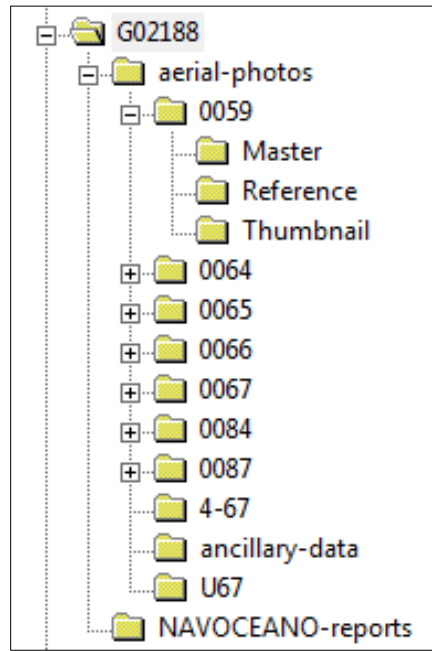 G02188
aerial-photos
0059
Master
Reference
Thumbnail
0064
0065
0066
0067
0084
0087
4-67
ancillary-data
U67
NAVOCEANO-reports